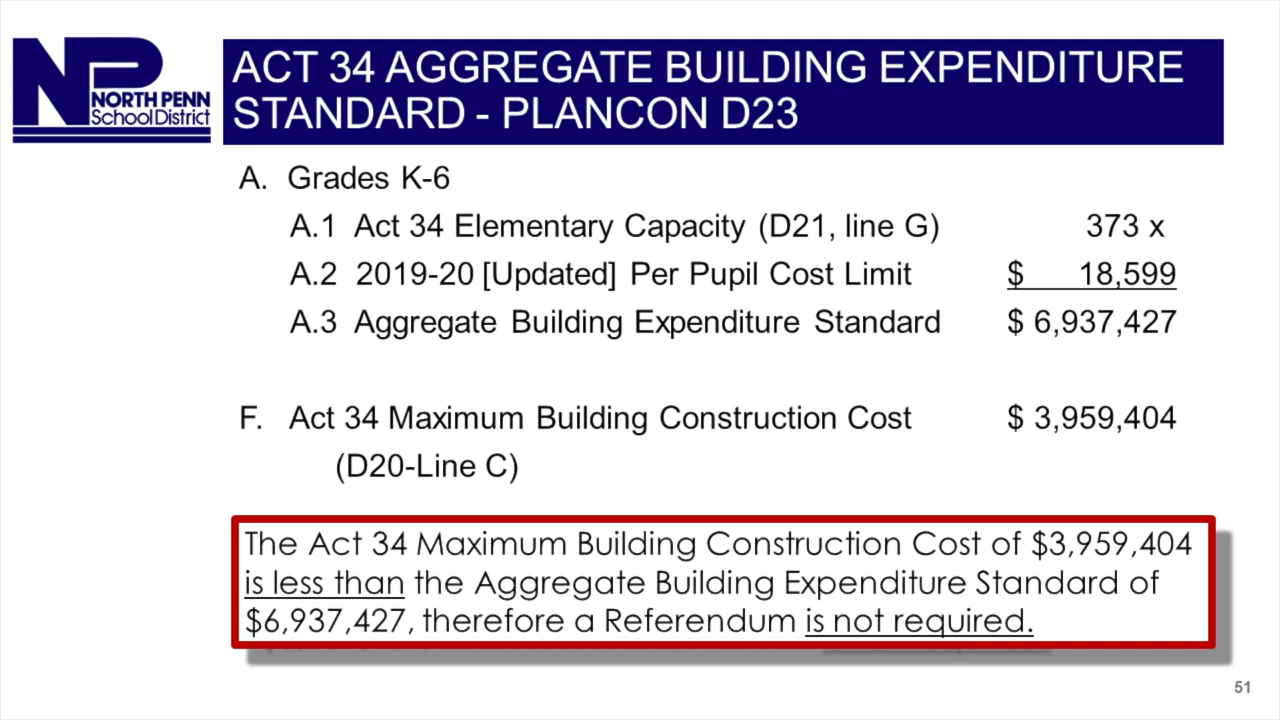 NP
NORTH PENN
School District
ACT 34 AGGREGATE BUILDING EXPENDITURE
STANDARD - PLANCON D23
A. Grades K-6
A.1 Act 34 Elementary Capacity (D21, line G) 373 x
A.2 2019-20 [Updated] Per Pupil Cost Limit $ 18,599
A.3 Aggregate Building Expenditure Standard $ 6,937,427
F. Act 34 Maximum Building Construction Cost $ 3,959,404
(D20-Line C)
The Act 34 Maximum Building Construction Cost of $3,959,404
is less than the Aggregate Building Expenditure Standard of
$6,937,427, therefore a Referendum is not required.
51